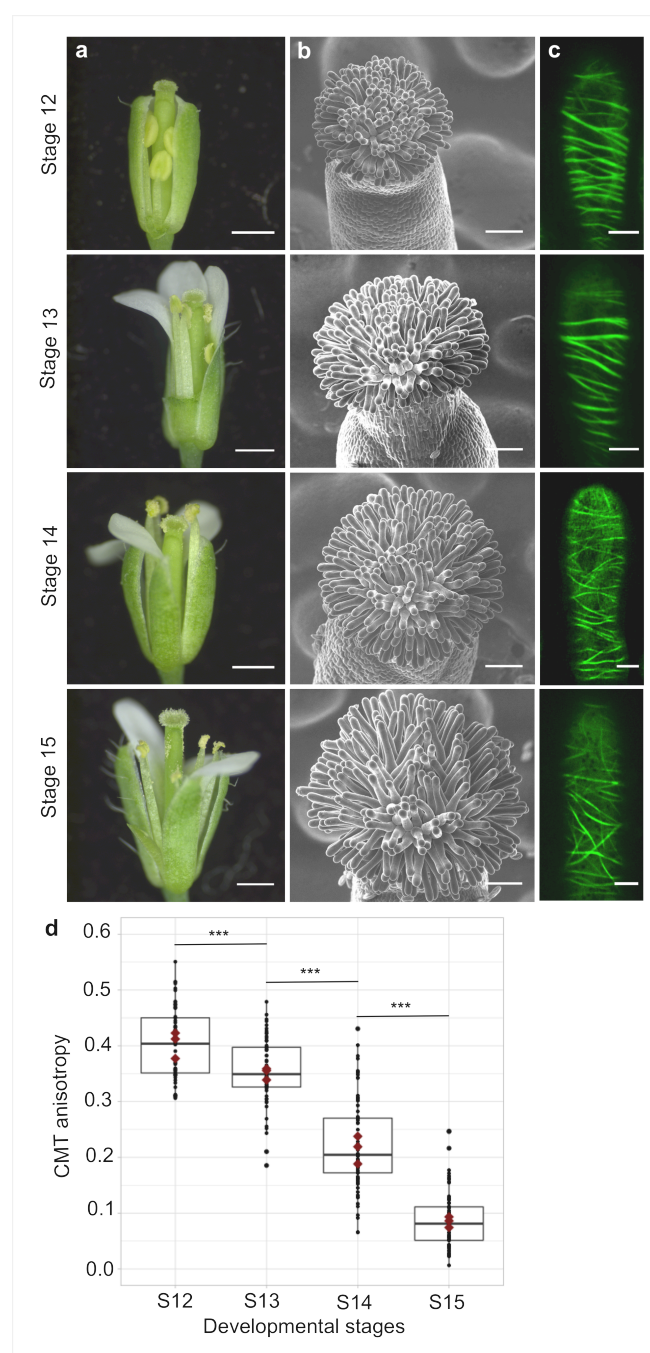 a
b
c
Stage 12
Stage 13
Stage 14
Stage 15
d
***
***
***
0.6
0.5
0.4
0.3
0.2
0.1
0.0
CMT anisotropy
S12
S13
S14
S15
Developmental stages